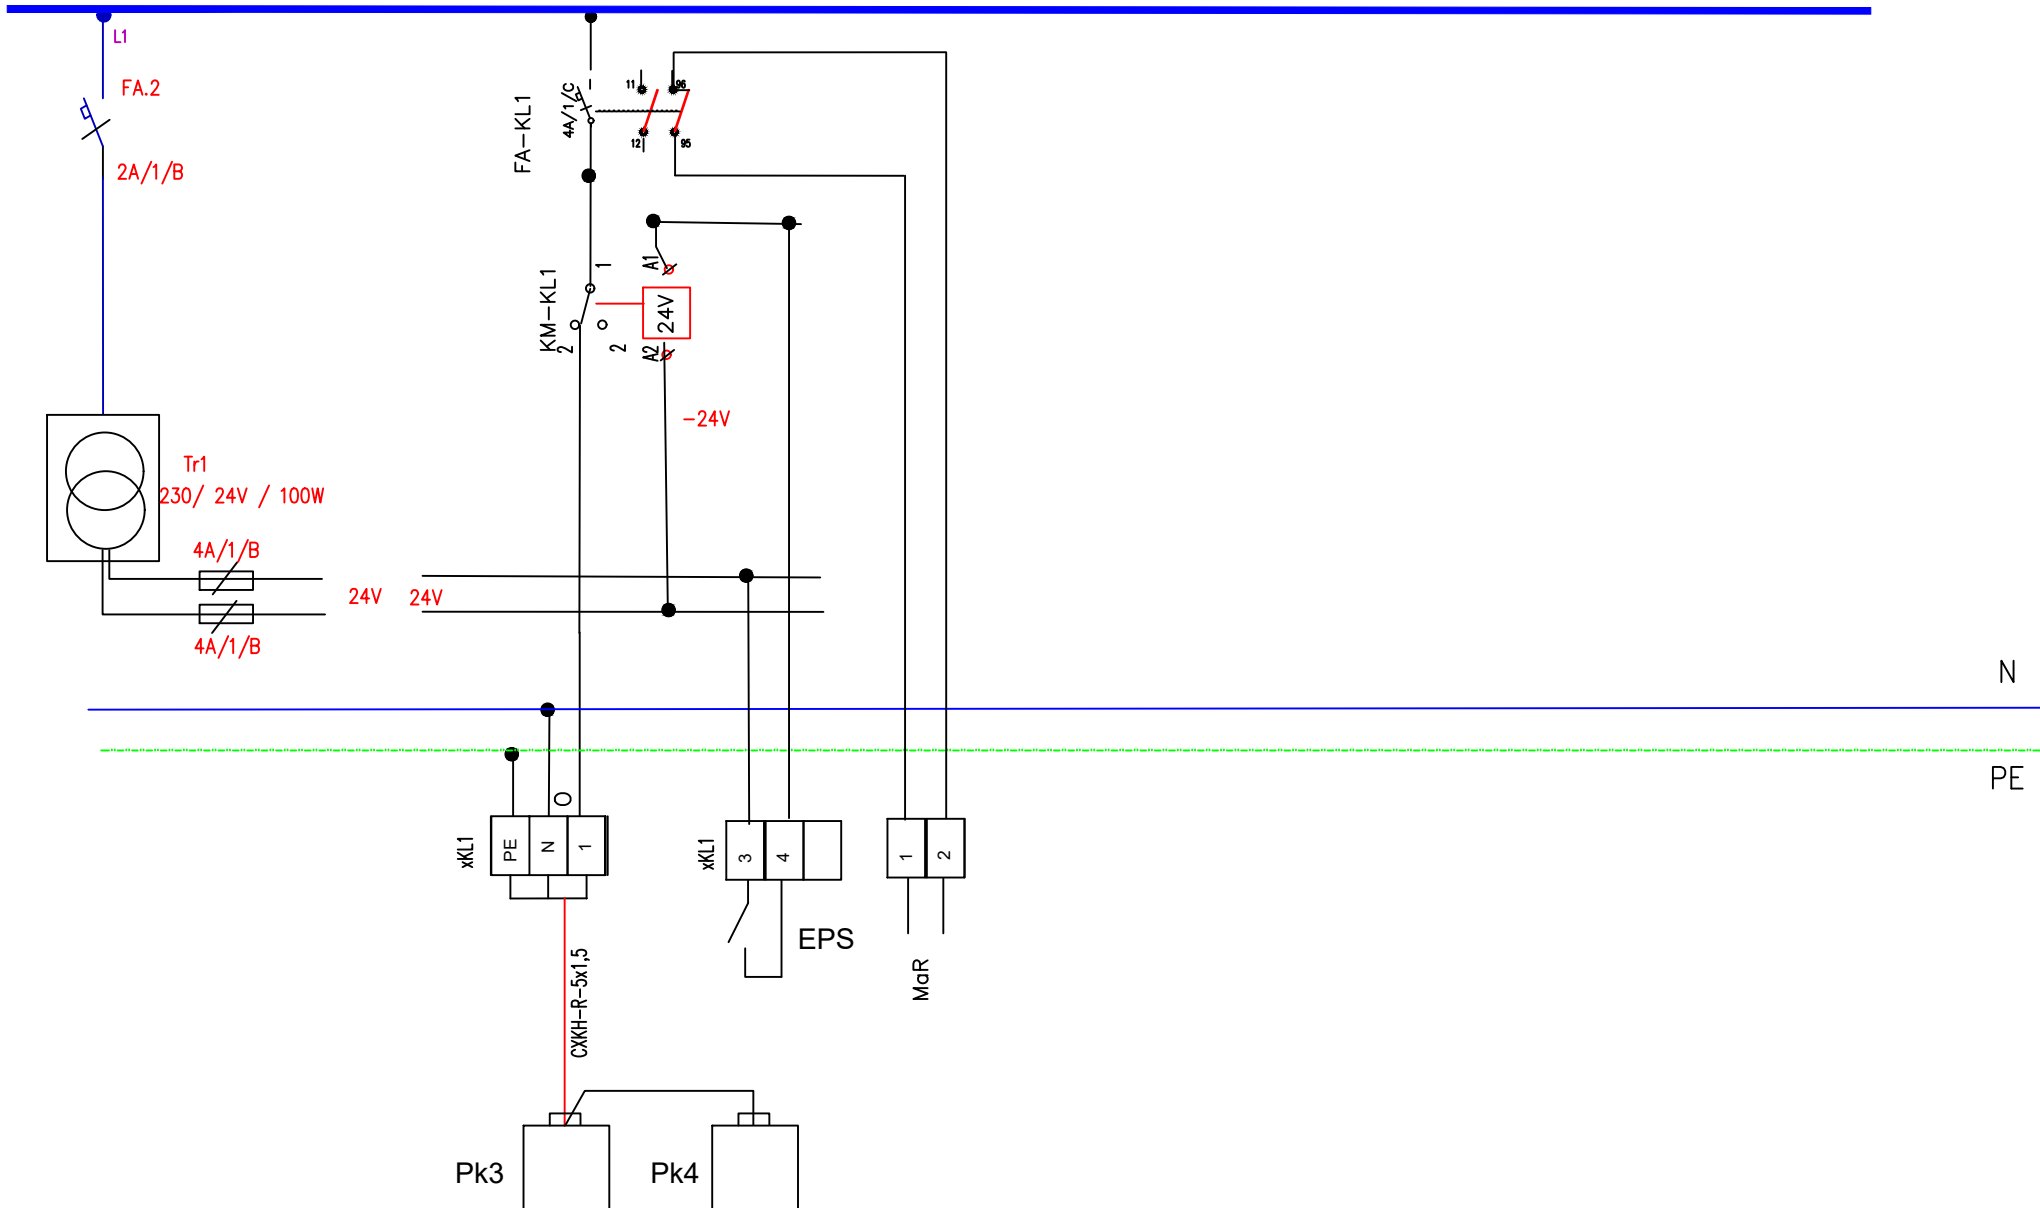 L1
FA.2
2A/1/B
FA-KL1
4A/1/C
11
96
12
95
KM-KL1
1
2
2
A1
24V
A2
-24V
Tr1
230/ 24V / 100W
4A/1/B
24V
24V
4A/1/B
N
PE
xKL1
PE
N
1
O
xKL1
3
4
1
2
EPS
MaR
CXKH-R-5x1,5
Pk3
Pk4